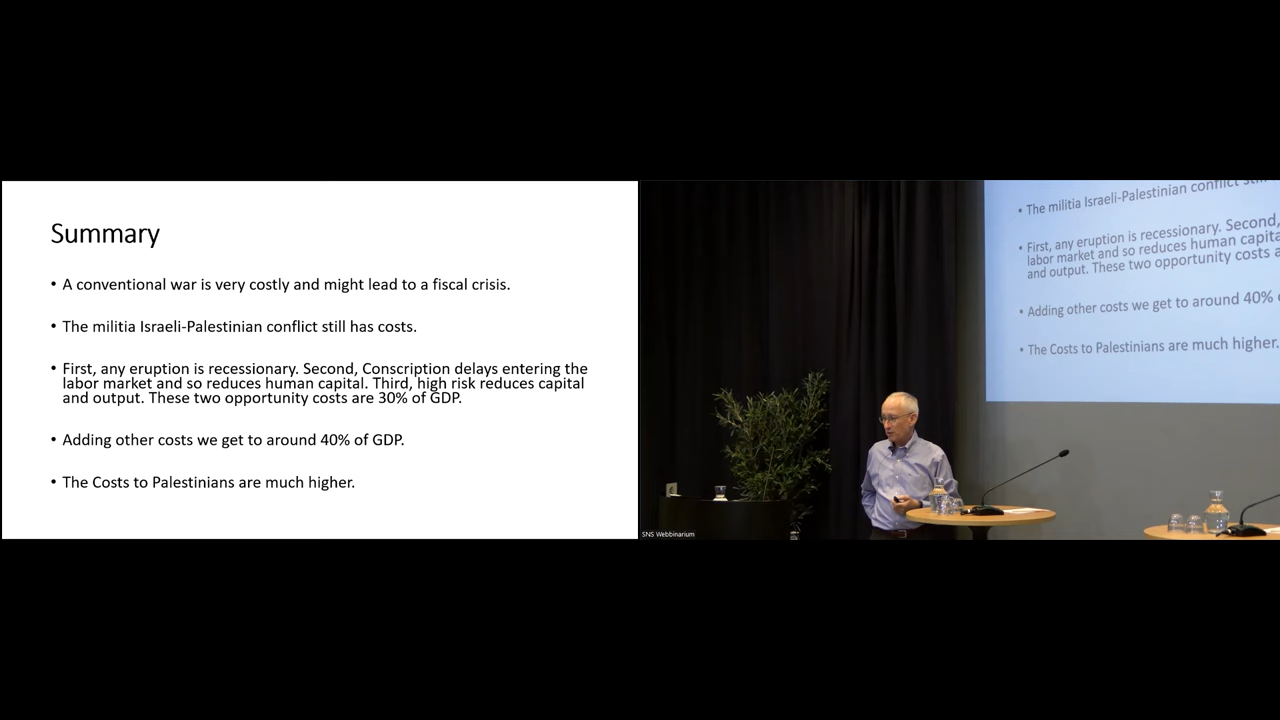 Summary
• A conventional war is very costly and might lead to a fiscal crisis.
• The militia Israeli-Palestinian conflict still has costs.
• First, any eruption is recessionary. Second, Conscription delays entering the
labor market and so reduces human capital. Third, high risk reduces capital
and output. These two opportunity costs are 30% of GDP.
• Adding other costs we get to around 40% of GDP.
• The Costs to Palestinians are much higher.
• The militia Israeli-Palestinian conflict still
• First, any eruption is recessionary. Second,
labor market and so reduces human capita
and output. These two opportunity costs a
• Adding other costs we get to around 40%
• The Costs to Palestinians are much higher.
SNS Webbinarium